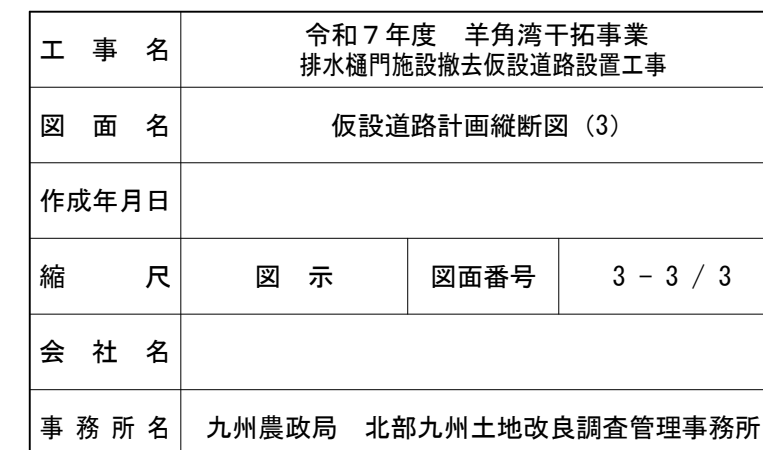 工事名 令和7年度 羊角湾干拓事業
排水樋門施設撤去仮設道路設置工事
図面名 仮設道路計画縦断図 (3)
作成年月日
縮尺 図示 図面番号 3 - 3 / 3
会社名
事務所名 九州農政局 北部九州土地改良調査管理事務所